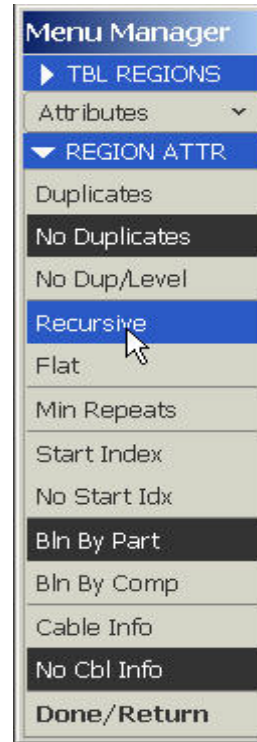 Menu Manager
TBL REGIONS
Attributes
REGION ATTR
Duplicates
No Duplicates
No Dup/Level
Recursive
Flat
Min Repeats
Start Index
No Start Idx
Bln By Part
Bln By Comp
Cable Info
No Cbl Info
Done/Return